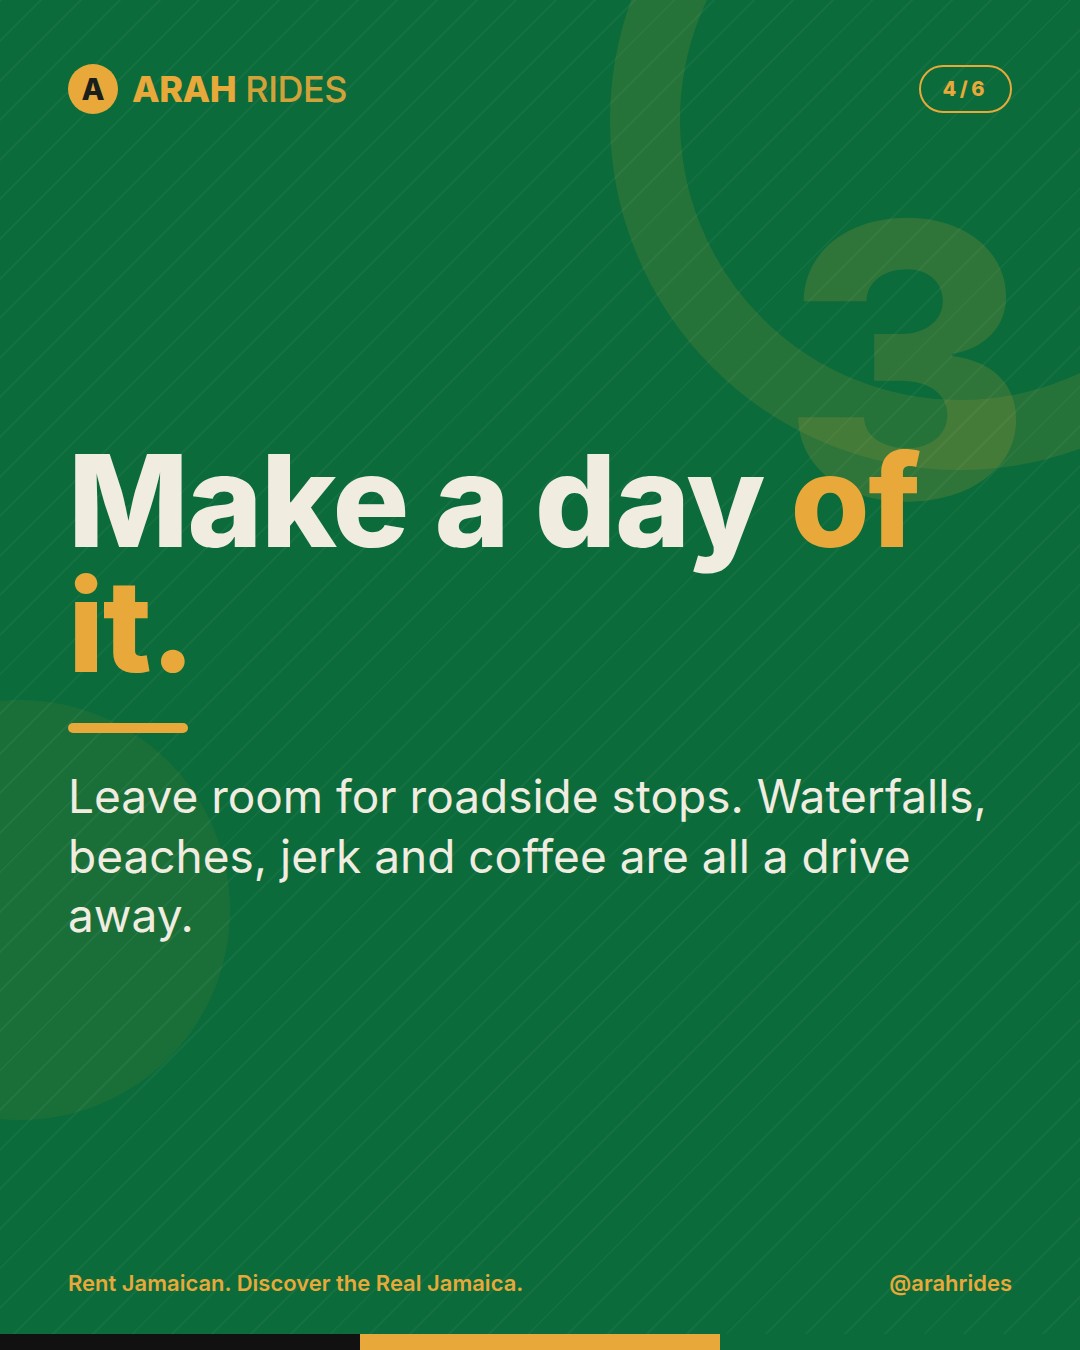 A ARAH RIDES
4/6
3
Make a day of
it.
Leave room for roadside stops. Waterfalls,
beaches, jerk and coffee are all a drive
away.
Rent Jamaican. Discover the Real Jamaica.
@arahrides